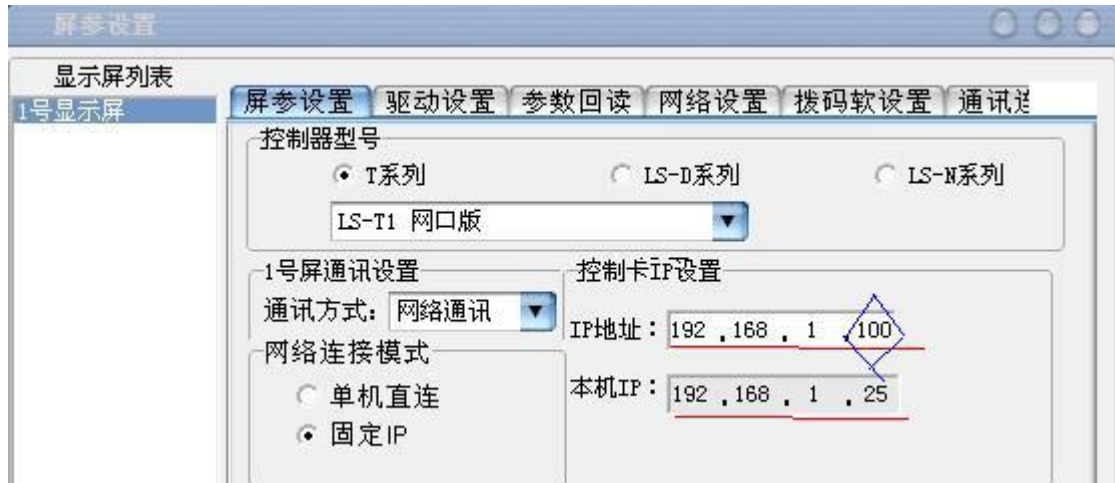 屏参设置
显示屏列表
1号显示屏
屏参设置 驱动设置 参数回读 网络设置 拨码软设置 通讯
控制器型号
T系列 LS-D系列 LS-N系列
LS-T1 网口版
1号屏通讯设置
通讯方式: 网络通讯
网络连接模式
单机直连
固定IP
控制卡IP设置
IP地址: 192 .168 . 1 .100
本机IP: 192 .168 . 1 . 25